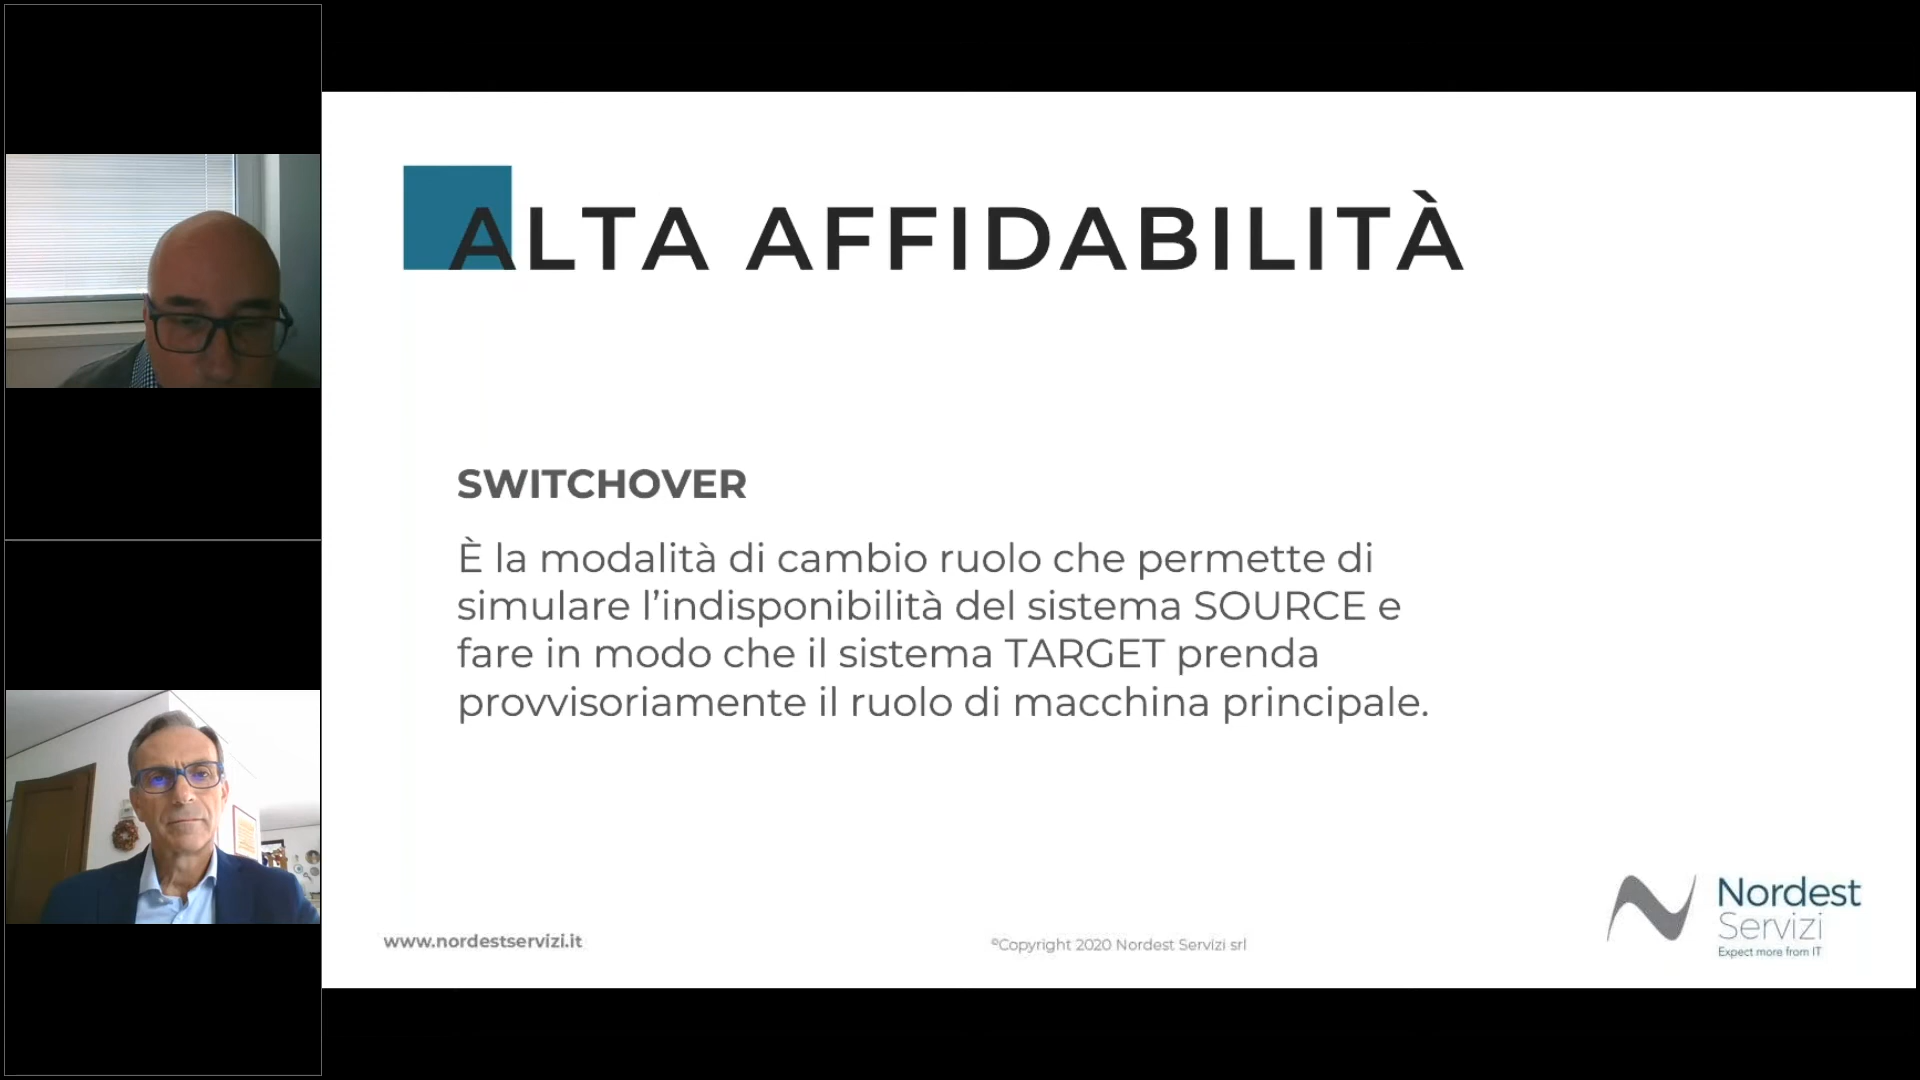 ALTA AFFIDABILITÀ
SWITCHOVER
È la modalità di cambio ruolo che permette di
simulare l’indisponibilità del sistema SOURCE e
fare in modo che il sistema TARGET prenda
provvisoriamente il ruolo di macchina principale.
www.nordestservizi.it
©Copyright 2020 Nordest Servizi srl
Nordest
Servizi
Expect more from IT